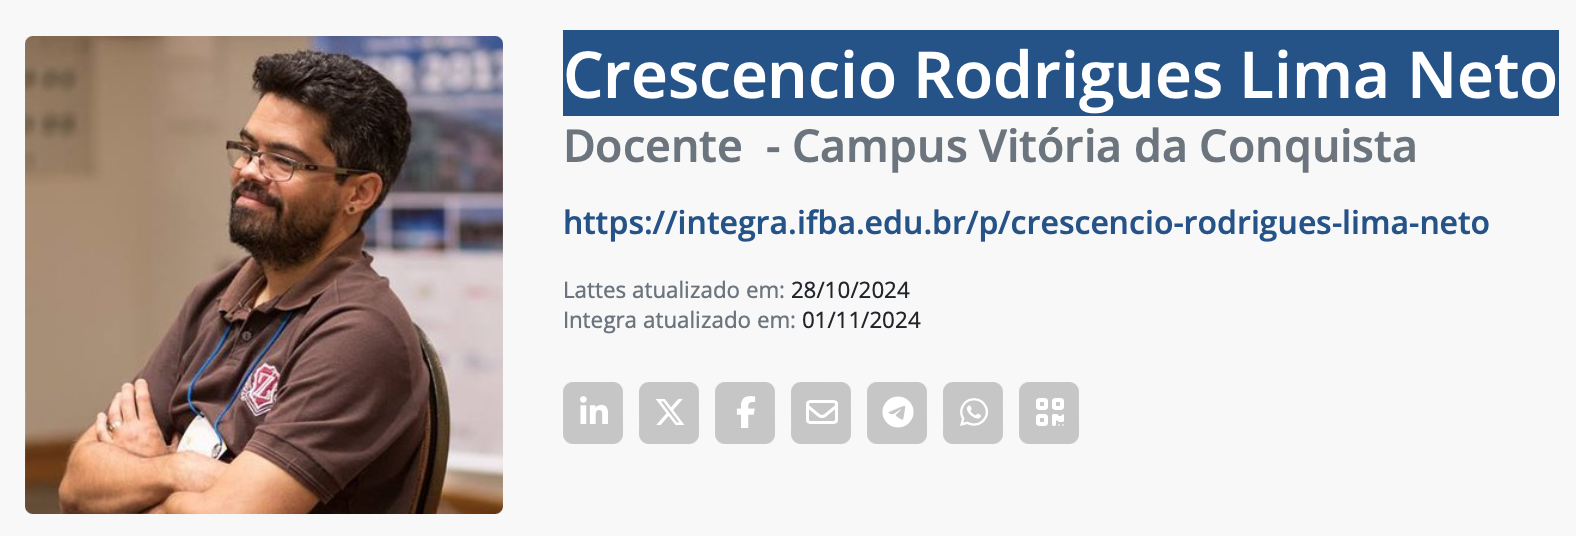 Crescencio Rodrigues Lima Neto
Docente - Campus Vitória da Conquista
https://integra.ifba.edu.br/p/crescencio-rodrigues-lima-neto
Lattes atualizado em: 28/10/2024
Integra atualizado em: 01/11/2024